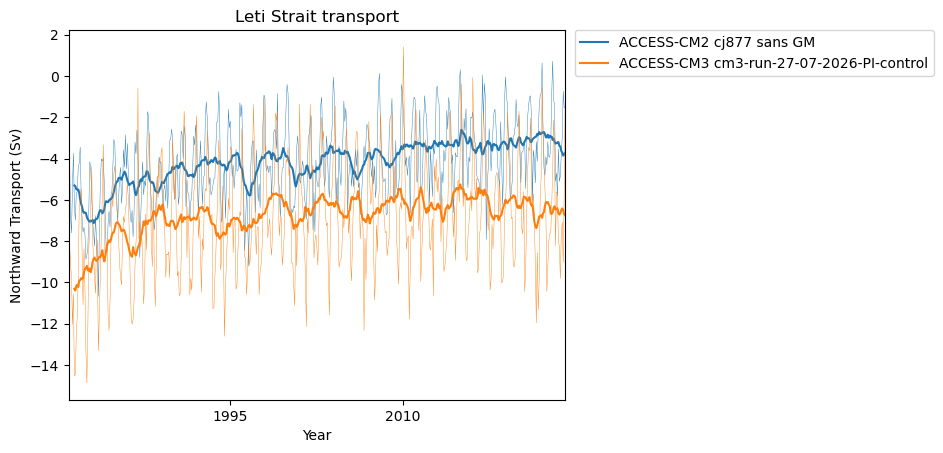 Leti Strait transport
ACCESS-CM2 cj877 sans GM
ACCESS-CM3 cm3-run-27-07-2026-PI-control
Northward Transport (Sv)
2
0
−2
−4
−6
−8
−10
−12
−14
1995
2010
Year